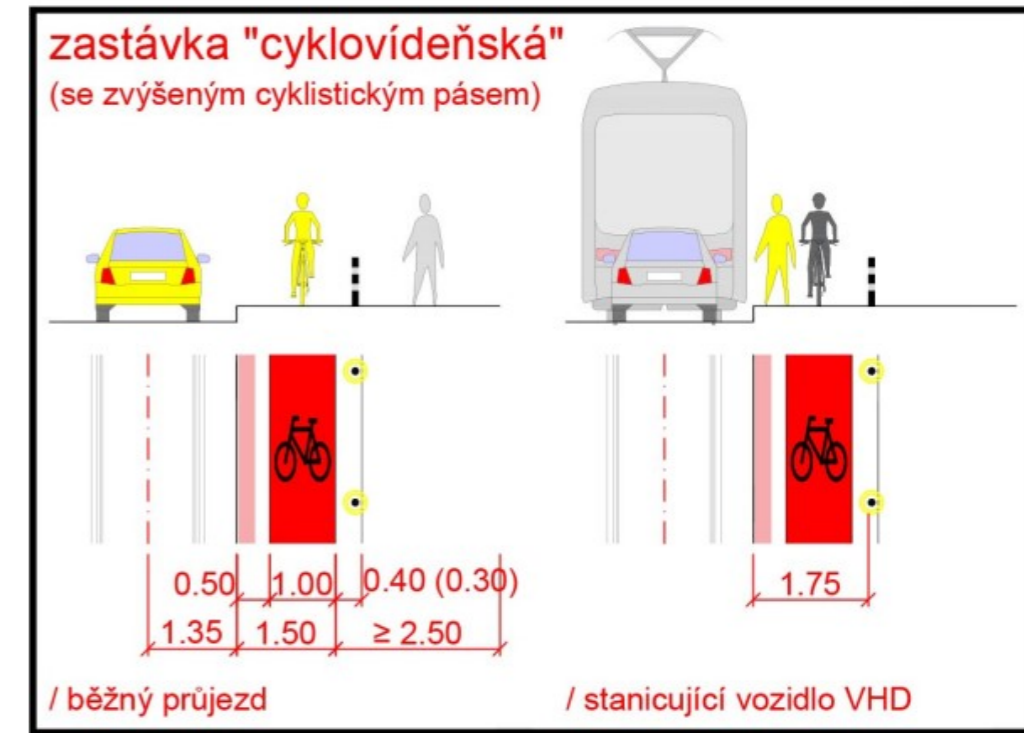 zastávka "cyklovídeňská"
(se zvýšeným cyklistickým pásem)
0.50 1.00 0.40 (0.30)
1.35 1.50 ≥ 2.50
1.75
/ běžný průjezd
/ stanicující vozidlo VHD